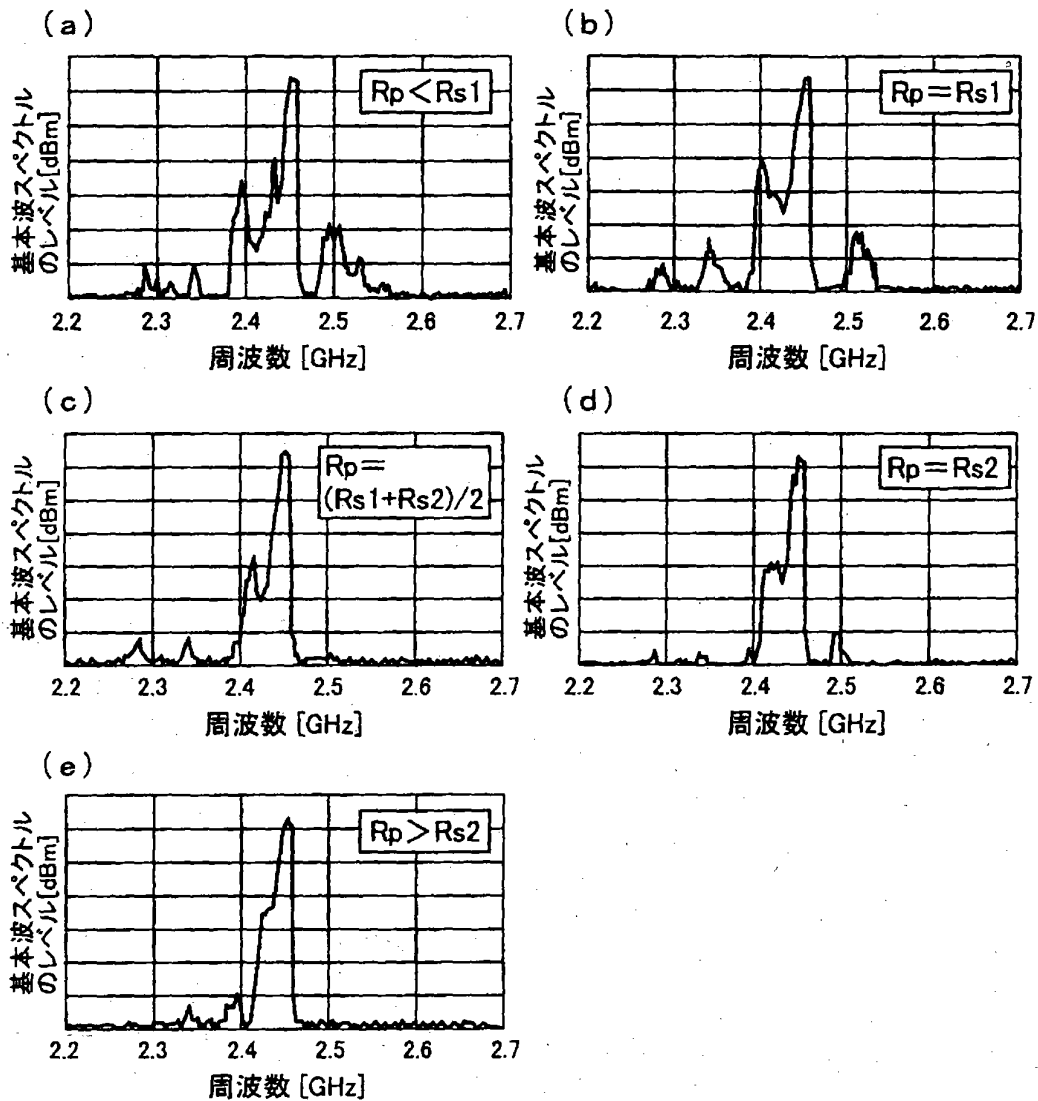 (a)
基本波スペクトル
のレベル[dBm]
Rp<Rs1
2.2 2.3 2.4 2.5 2.6 2.7
周波数 [GHz]
(b)
基本波スペクトル
のレベル[dBm]
Rp=Rs1
2.2 2.3 2.4 2.5 2.6 2.7
周波数 [GHz]
(c)
基本波スペクトル
のレベル[dBm]
Rp=
(Rs1+Rs2)/2
2.2 2.3 2.4 2.5 2.6 2.7
周波数 [GHz]
(d)
基本波スペクトル
のレベル[dBm]
Rp=Rs2
2.2 2.3 2.4 2.5 2.6 2.7
周波数 [GHz]
(e)
基本波スペクトル
のレベル[dBm]
Rp>Rs2
2.2 2.3 2.4 2.5 2.6 2.7
周波数 [GHz]